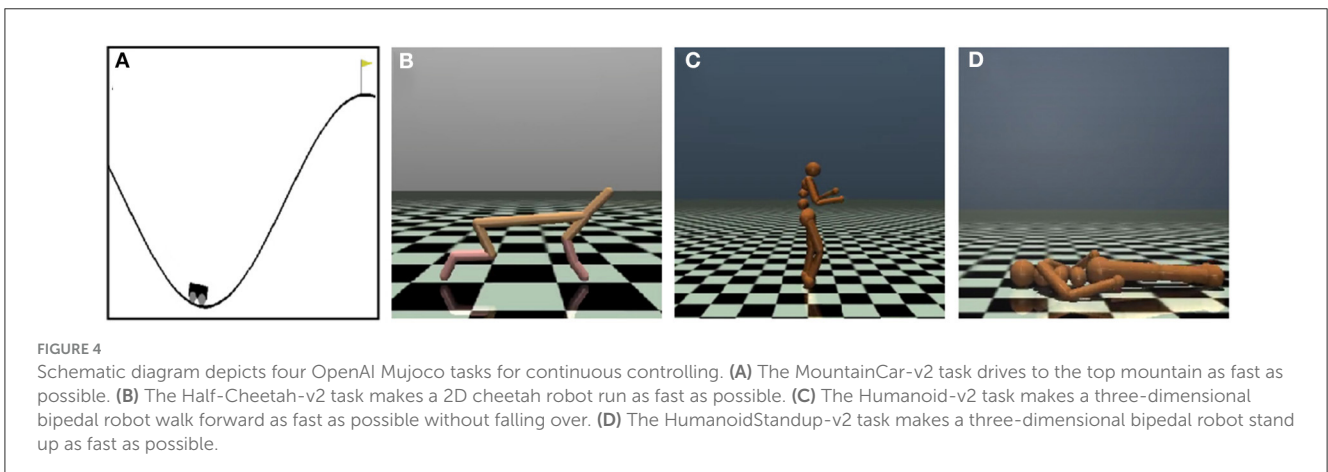 A
B
C
D
FIGURE 4
Schematic diagram depicts four OpenAI Mujoco tasks for continuous controlling. (A) The MountainCar-v2 task drives to the top mountain as fast as
possible. (B) The Half-Cheetah-v2 task makes a 2D cheetah robot run as fast as possible. (C) The Humanoid-v2 task makes a three-dimensional
bipedal robot walk forward as fast as possible without falling over. (D) The HumanoidStandup-v2 task makes a three-dimensional bipedal robot stand
up as fast as possible.